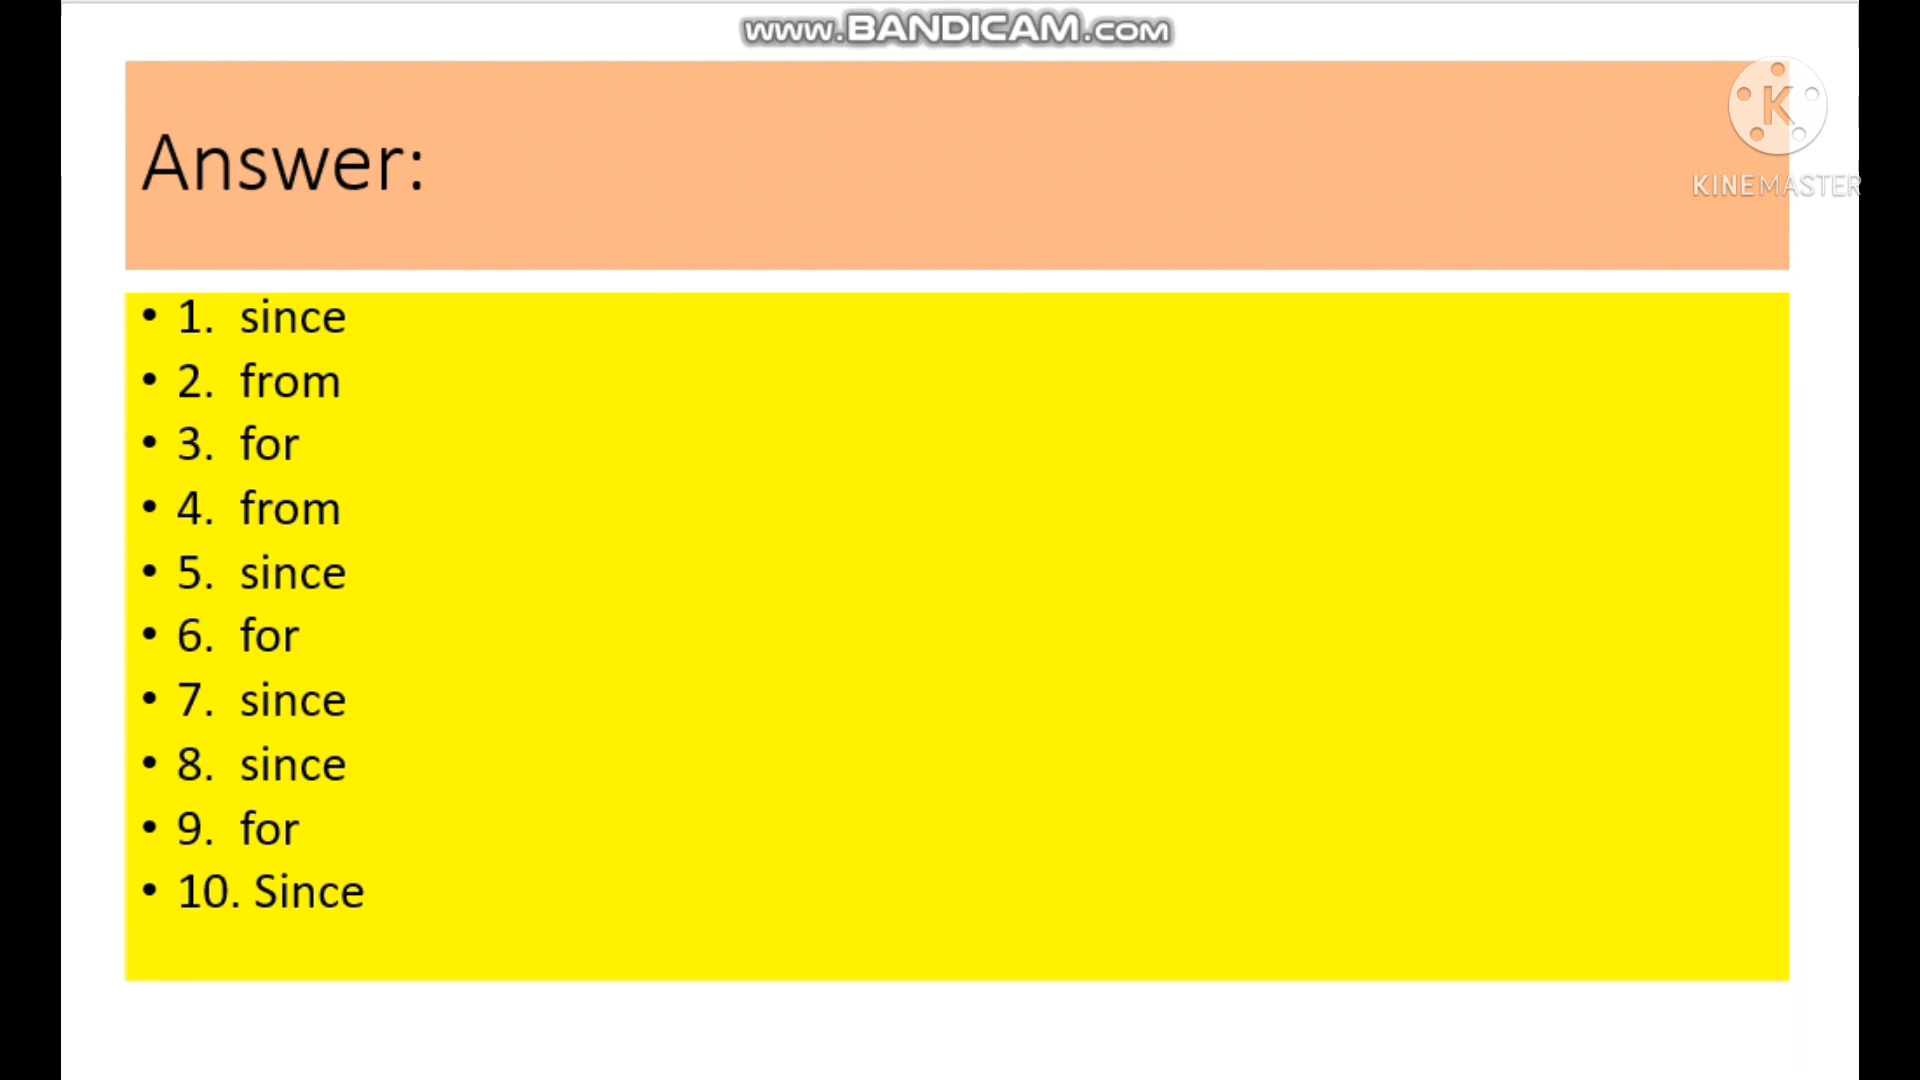 www.BANDICAM.com
Answer:
KINEMASTER
• 1. since
• 2. from
• 3. for
• 4. from
• 5. since
• 6. for
• 7. since
• 8. since
• 9. for
• 10. Since